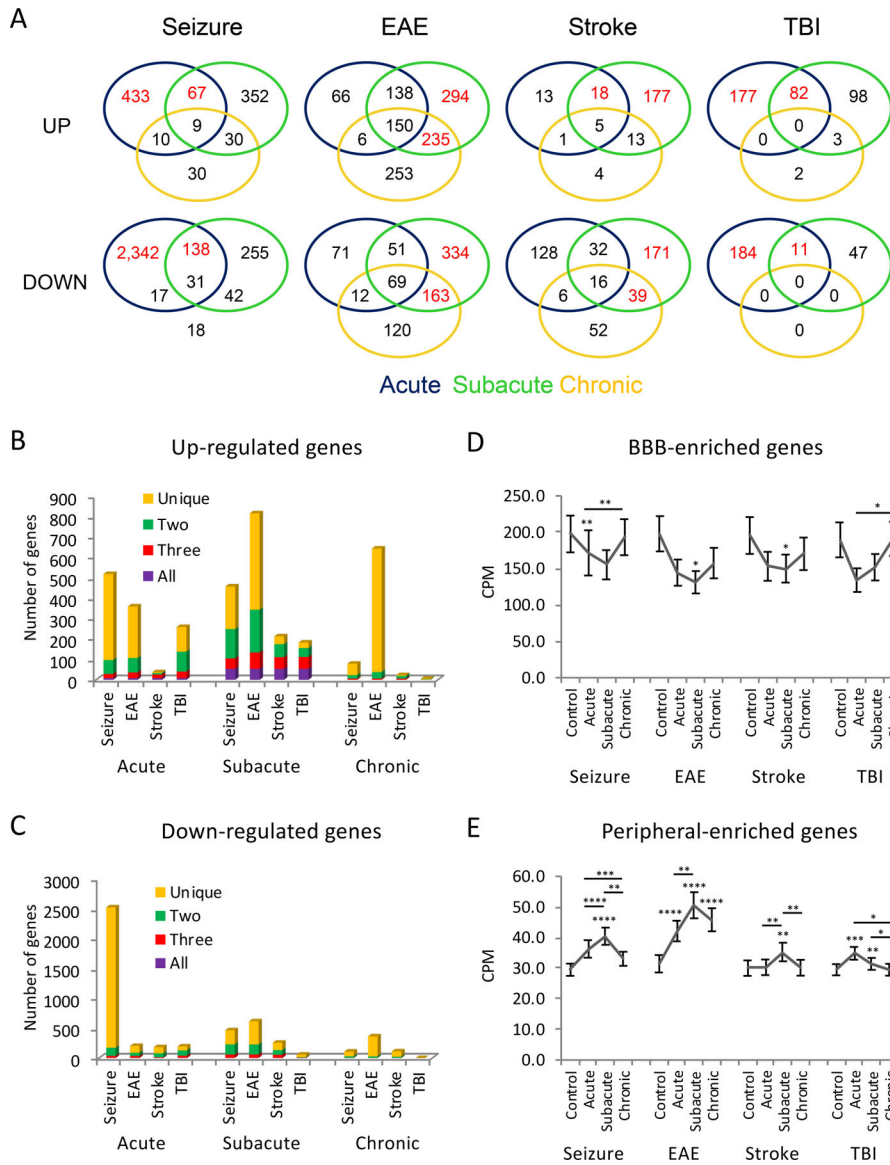 A
Seizure EAE Stroke TBI
UP
433 67 352
9
10 30
30
66 138 294
150
6 235
253
13 18 177
5
1 13
4
177 82 98
0
0 3
2
DOWN
2,342 138 255
31
17 42
18
71 51 334
69
12 163
120
128 32 171
16
6 39
52
184 11 47
0
0 0
0
Acute Subacute Chronic
B
Up-regulated genes
Number of genes
900
800
700
600
500
400
300
200
100
0
Unique
Two
Three
All
Seizure EAE Stroke TBI Seizure EAE Stroke TBI Seizure EAE Stroke TBI
Acute Subacute Chronic
C
Down-regulated genes
Number of genes
3000
2500
2000
1500
1000
500
0
Unique
Two
Three
All
Seizure EAE Stroke TBI Seizure EAE Stroke TBI Seizure EAE Stroke TBI
Acute Subacute Chronic
D
BBB-enriched genes
CPM
250.0
200.0
150.0
100.0
50.0
0.0
** ** * * *
Control Acute Subacute Chronic Control Acute Subacute Chronic Control Acute Subacute Chronic Control Acute Subacute
Seizure EAE Stroke TBI
E
Peripheral-enriched genes
CPM
60.0
50.0
40.0
30.0
20.0
10.0
0.0
***
**
****
****
**
****
**** ****
** **
**
*
*
*** **
Control Acute Subacute Chronic Control Acute Subacute Chronic Control Acute Subacute Chronic Control Acute Subacute Chronic
Seizure EAE Stroke TBI